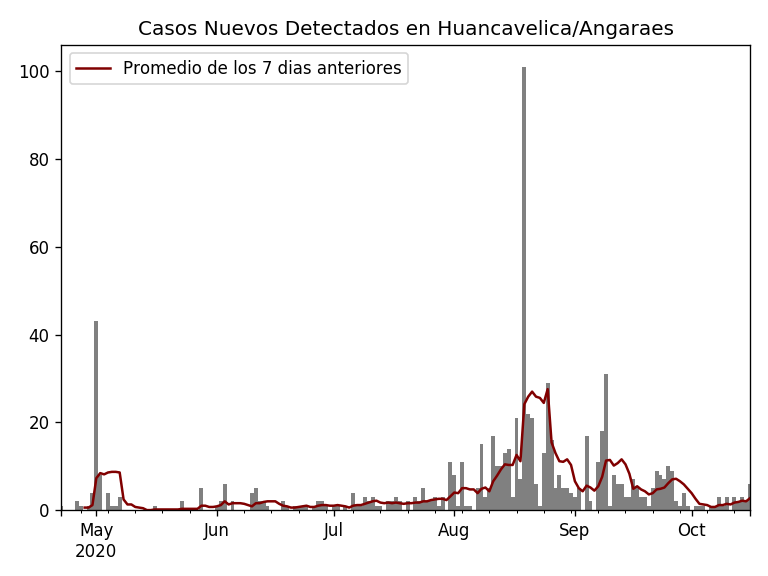 Casos Nuevos Detectados en Huancavelica/Angaraes
Promedio de los 7 dias anteriores
100
80
60
40
20
0
May Jun Jul Aug Sep Oct
2020